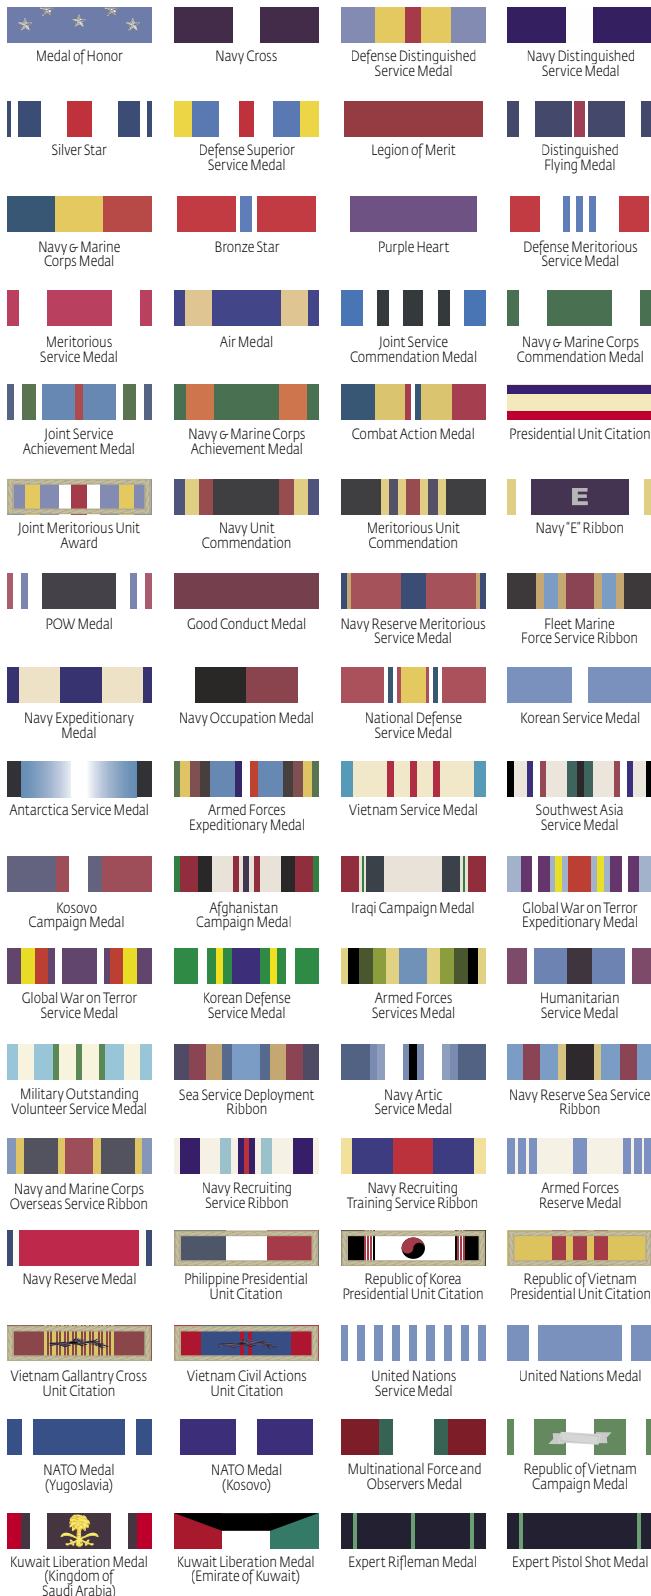 Medal of Honor
Navy Cross
Defense Distinguished
Service Medal
Navy Distinguished
Service Medal
Silver Star
Defense Superior
Service Medal
Legion of Merit
Distinguished
Flying Medal
Navy & Marine
Corps Medal
Bronze Star
Purple Heart
Defense Meritorious
Service Medal
Meritorious
Service Medal
Air Medal
Joint Service
Commendation Medal
Navy & Marine Corps
Commendation Medal
Joint Service
Achievement Medal
Navy & Marine Corps
Achievement Medal
Combat Action Medal
Presidential Unit Citation
Joint Meritorious Unit
Award
Navy Unit
Commendation
Meritorious Unit
Commendation
E
Navy "E" Ribbon
POW Medal
Good Conduct Medal
Navy Reserve Meritorious
Service Medal
Fleet Marine
Force Service Ribbon
Navy Expeditionary
Medal
Navy Occupation Medal
National Defense
Service Medal
Korean Service Medal
Antarctica Service Medal
Armed Forces
Expeditionary Medal
Vietnam Service Medal
Southwest Asia
Service Medal
Kosovo
Campaign Medal
Afghanistan
Campaign Medal
Iraqi Campaign Medal
Global War on Terror
Expeditionary Medal
Global War on Terror
Service Medal
Korean Defense
Service Medal
Armed Forces
Services Medal
Humanitarian
Service Medal
Military Outstanding
Volunteer Service Medal
Sea Service Deployment
Ribbon
Navy Artic
Service Medal
Navy Reserve Sea Service
Ribbon
Navy and Marine Corps
Overseas Service Ribbon
Navy Recruiting
Service Ribbon
Navy Recruiting
Training Service Ribbon
Armed Forces
Reserve Medal
Navy Reserve Medal
Philippine Presidential
Unit Citation
Republic of Korea
Presidential Unit Citation
Republic of Vietnam
Presidential Unit Citation
Vietnam Gallantry Cross
Unit Citation
Vietnam Civil Actions
Unit Citation
United Nations
Service Medal
United Nations Medal
NATO Medal
(Yugoslavia)
NATO Medal
(Kosovo)
Multinational Force and
Observers Medal
Republic of Vietnam
Campaign Medal
Kuwait Liberation Medal
(Kingdom of
Saudi Arabia)
Kuwait Liberation Medal
(Emirate of Kuwait)
Expert Rifleman Medal
Expert Pistol Shot Medal